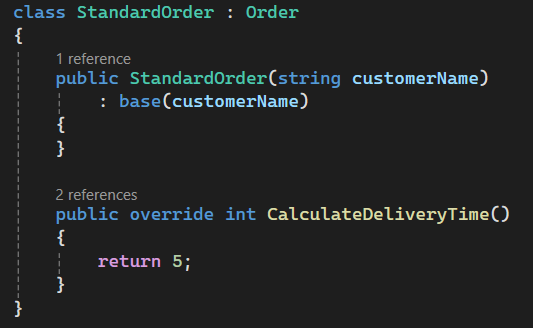 class StandardOrder : Order
{
1 reference
public StandardOrder(string customerName)
: base(customerName)
{
}
2 references
public override int CalculateDeliveryTime()
{
return 5;
}
}